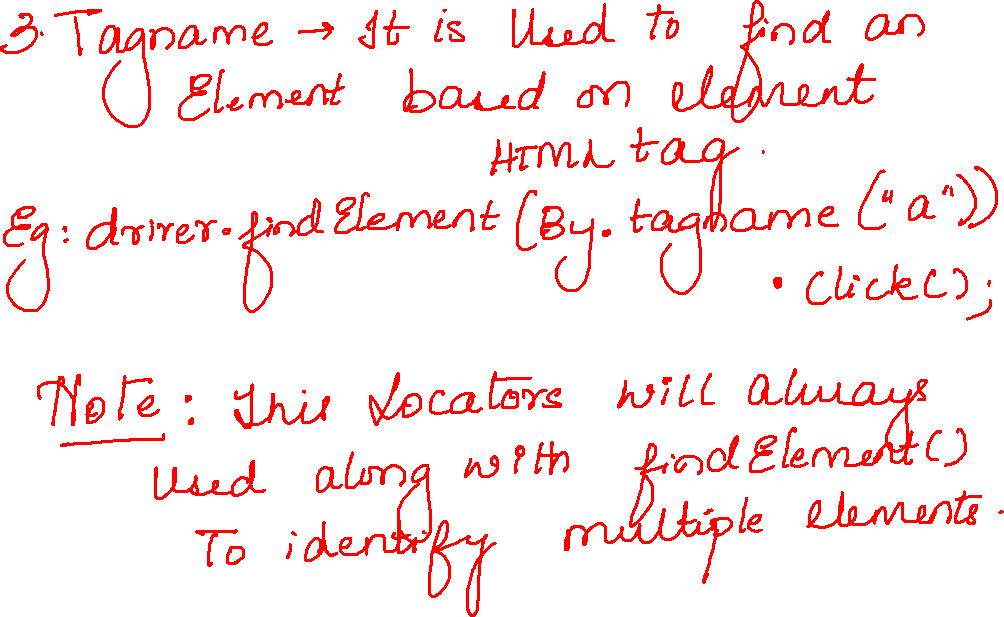 3. Tagname → It is Used to find an
Element based on element
HTML tag.
Eg: driver.findElement(By.tagname("a"))
.click();
Note: This Locators will always
Used along with findElement()
To identify multiple elements.